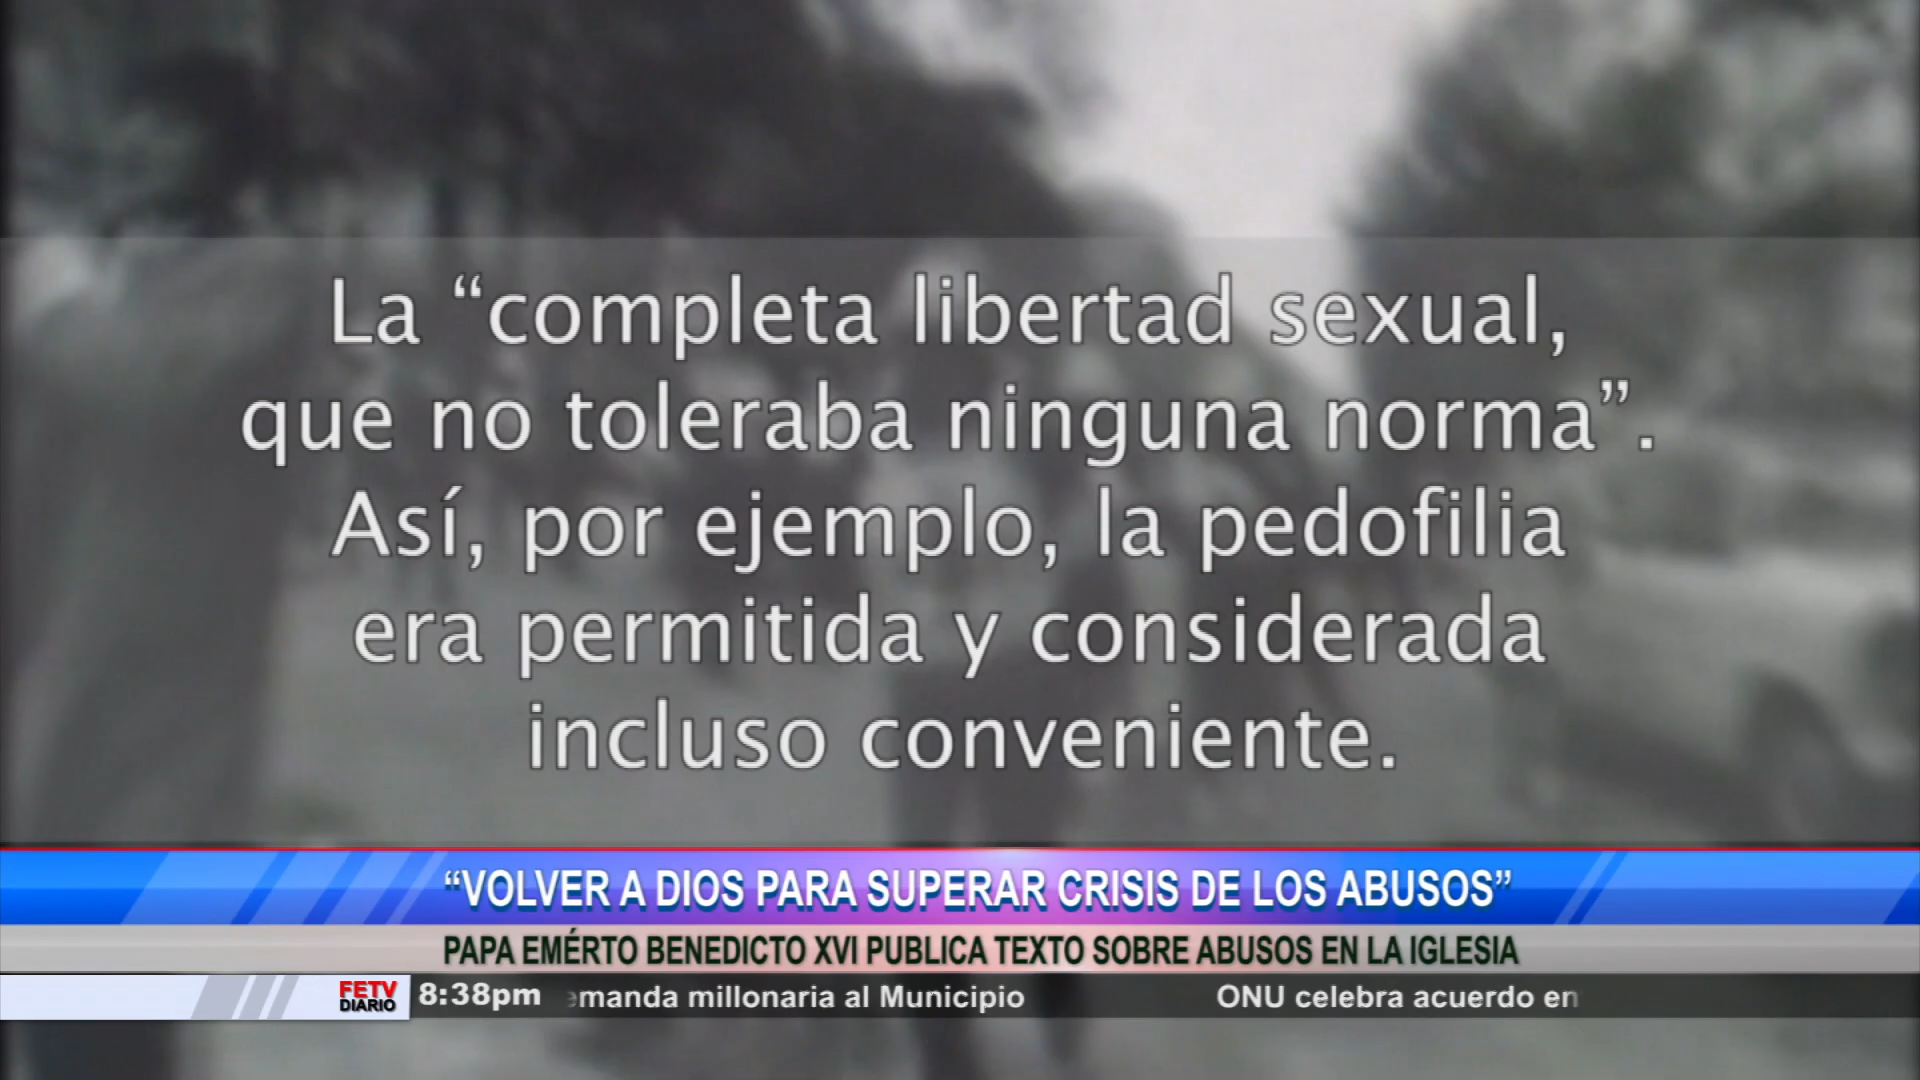 La “completa libertad sexual,
que no toleraba ninguna norma”.
Así, por ejemplo, la pedofilia
era permitida y considerada
incluso conveniente.
“VOLVER A DIOS PARA SUPERAR CRISIS DE LOS ABUSOS”
PAPA EMÉRTO BENEDICTO XVI PUBLICA TEXTO SOBRE ABUSOS EN LA IGLESIA
FETV
DIARIO
8:38pm emanda millonaria al Municipio ONU celebra acuerdo en